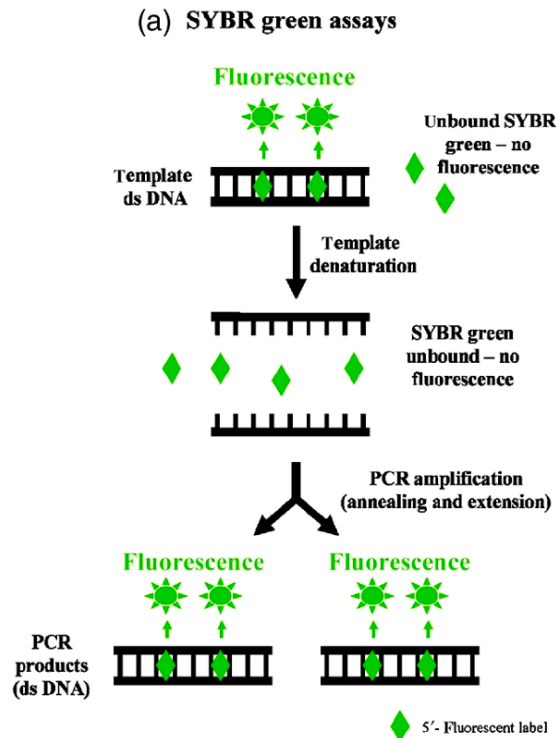 (a) SYBR green assays
Fluorescence
Unbound SYBR
green – no
fluorescence
Template
ds DNA
Template
denaturation
SYBR green
unbound – no
fluorescence
PCR amplification
(annealing and extension)
Fluorescence
Fluorescence
PCR
products
(ds DNA)
5′- Fluorescent label